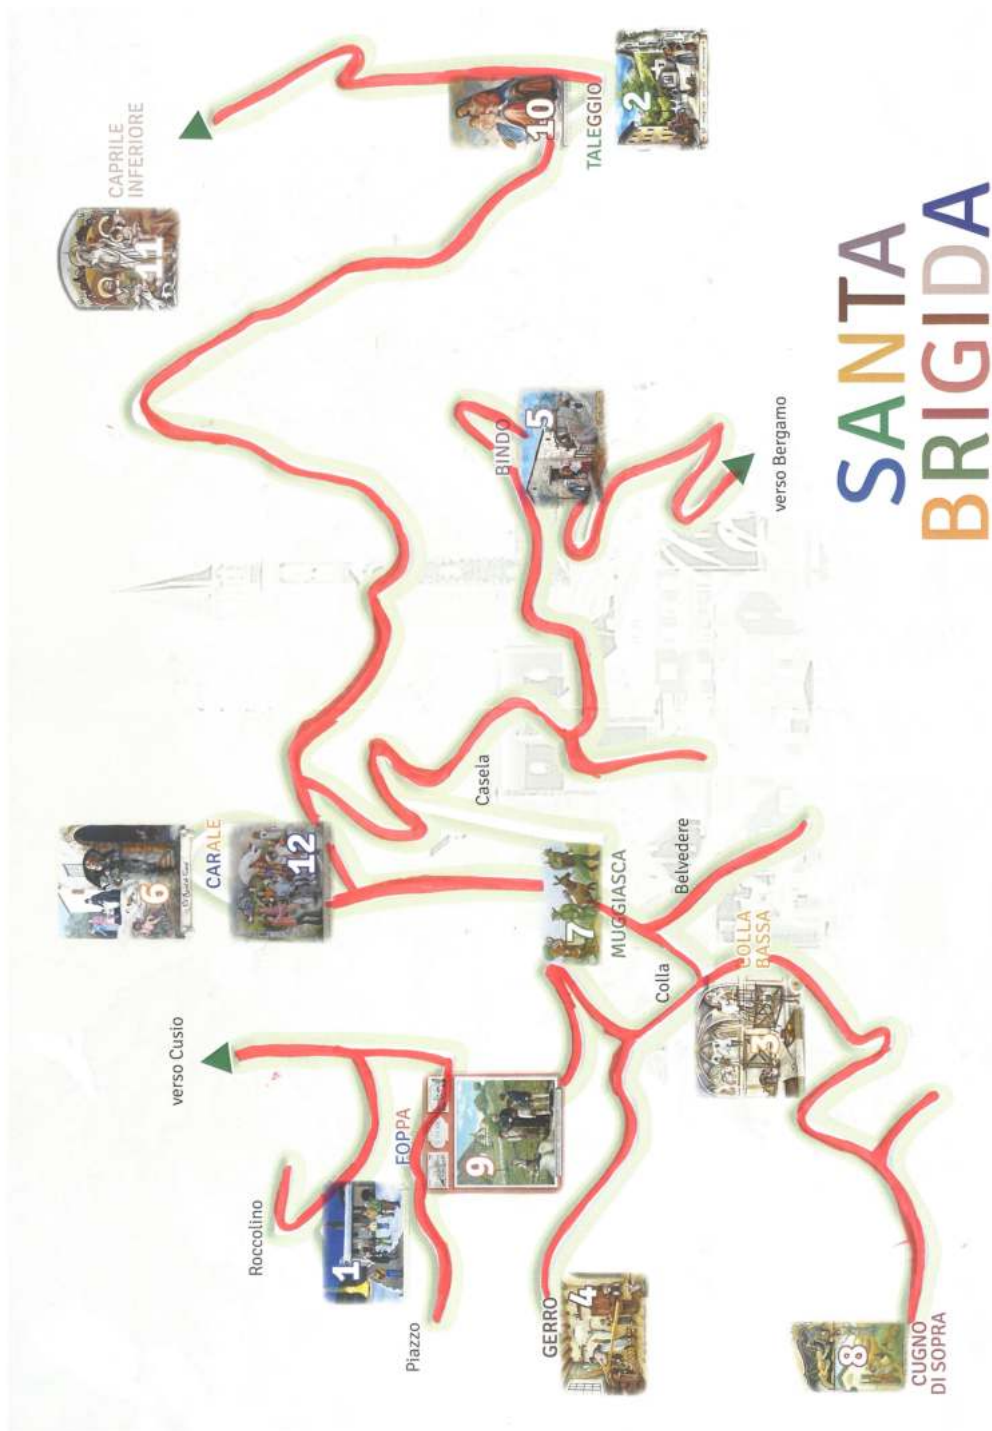 SANTA
BRIGIDA
CAPRILE
INFERIORE
11
10
TALEGGIO
2
BINDO
5
verso Bergamo
6
CARALE
12
Casela
7
MUGGIASCA
Belvedere
Colla
COLLA
BASSA
3
verso Cusio
FOPPA
9
Roccolino
1
Piazzo
GERRO
4
8
CUGNO
DI SOPRA